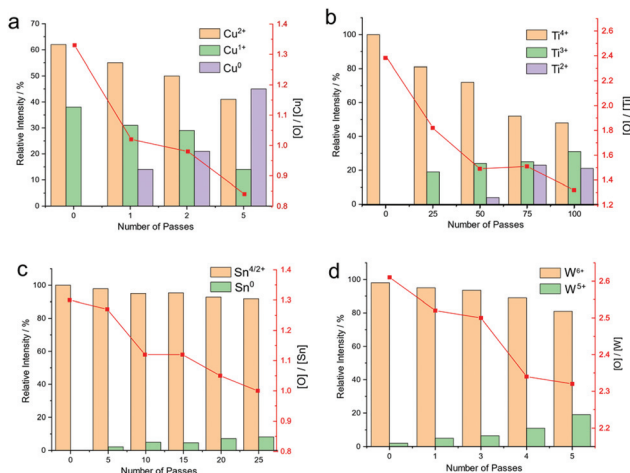 a
Cu2+
Cu1+
Cu0
Relative Intensity / %
70
60
50
40
30
20
10
0
1.4
1.3
1.2
1.1
1.0
0.9
0.8
[O] / [Cu]
0 1 2 5
Number of Passes
b
Ti4+
Ti3+
Ti2+
Relative Intensity / %
100
80
60
40
20
0
2.6
2.4
2.2
2.0
1.8
1.6
1.4
1.2
[O] / [Ti]
0 25 50 75 100
Number of Passes
c
Sn4/2+
Sn0
Relative Intensity / %
100
80
60
40
20
0
1.4
1.3
1.2
1.1
1.0
0.9
0.8
[O] / [Sn]
0 5 10 15 20 25
Number of Passes
d
W6+
W5+
Relative Intensity / %
100
80
60
40
20
0
2.6
2.5
2.4
2.3
2.2
[O] / [W]
0 1 3 4 5
Number of Passes